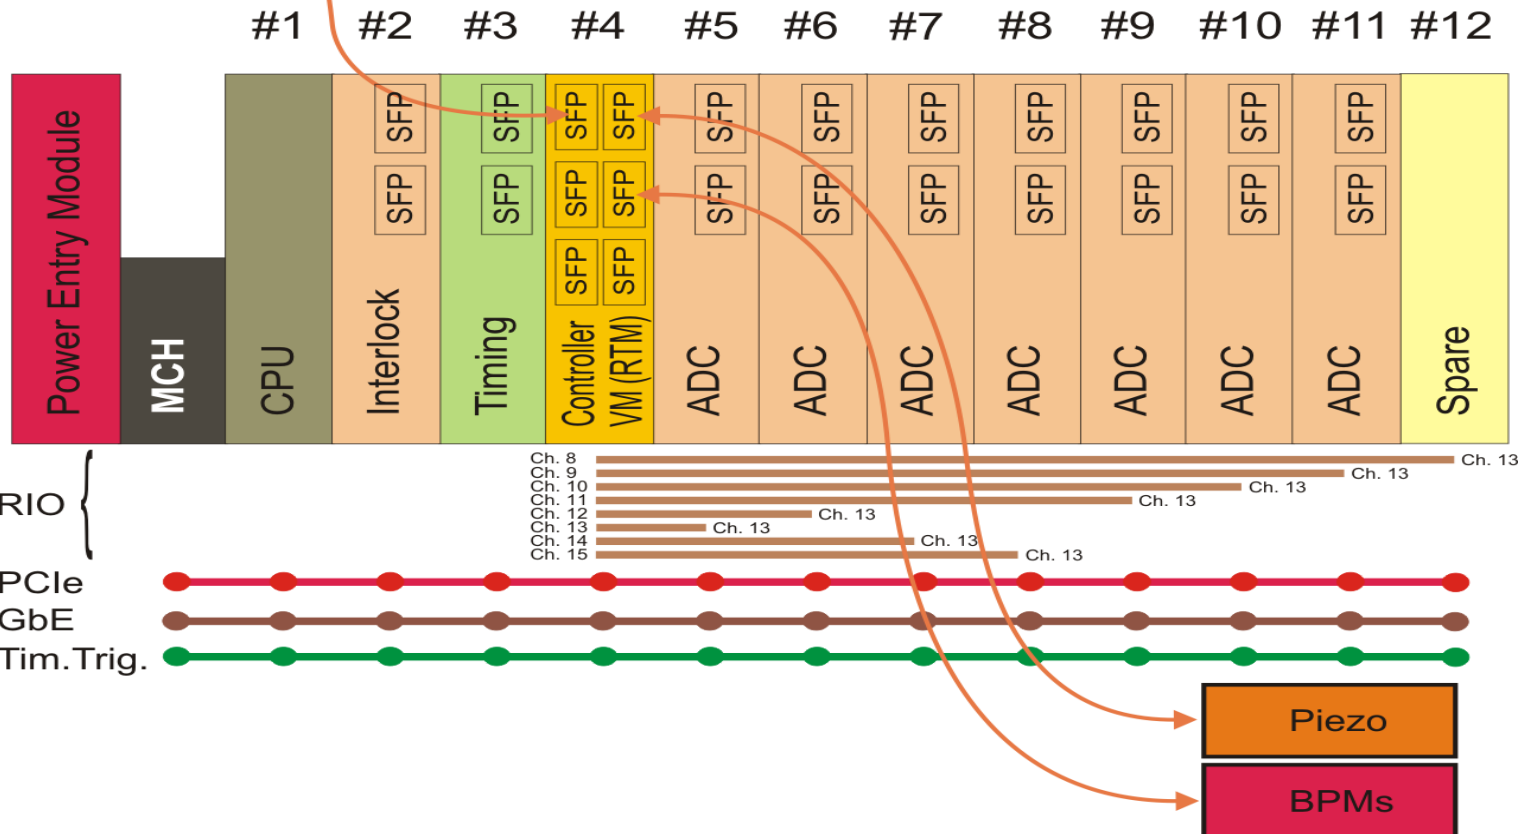 #1 #2 #3 #4 #5 #6 #7 #8 #9 #10 #11 #12
SFP SFP SFP SFP SFP SFP SFP SFP SFP SFP SFP
SFP SFP SFP SFP SFP SFP SFP SFP SFP SFP SFP
SFP SFP
Power Entry Module
MCH
CPU
Interlock
Timing
Controller
VM (RTM)
ADC
ADC
ADC
ADC
ADC
ADC
ADC
Spare
RIO
Ch. 8 Ch. 13
Ch. 9 Ch. 13
Ch. 10 Ch. 13
Ch. 11 Ch. 13
Ch. 12 Ch. 13
Ch. 13 Ch. 13
Ch. 14 Ch. 13
Ch. 15 Ch. 13
PCIe
GbE
Tim.Trig.
Piezo
BPMs